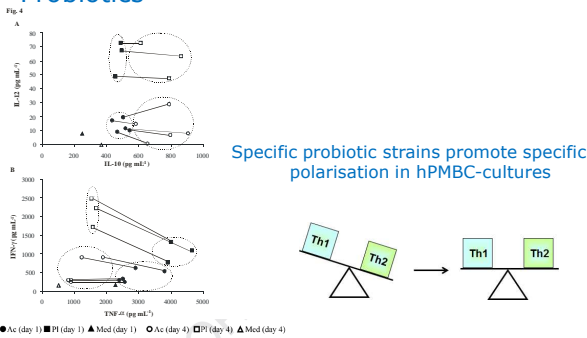 Probiotics
Fig. 4
A
80
70
60
50
40
30
20
10
0
IL-12 (pg mL⁻¹)
0 200 400 600 800 1000
IL-10 (pg mL⁻¹)
B
3000
2500
2000
1500
1000
500
0
IFN-γ (pg mL⁻¹)
0 1000 2000 3000 4000 5000
TNF-α (pg mL⁻¹)
●Ac (day 1) ■Pl (day 1) ▲Med (day 1) ○Ac (day 4) □Pl (day 4) △Med (day 4)
Specific probiotic strains promote specific
polarisation in hPMBC-cultures
Th1
Th2
Th1
Th2